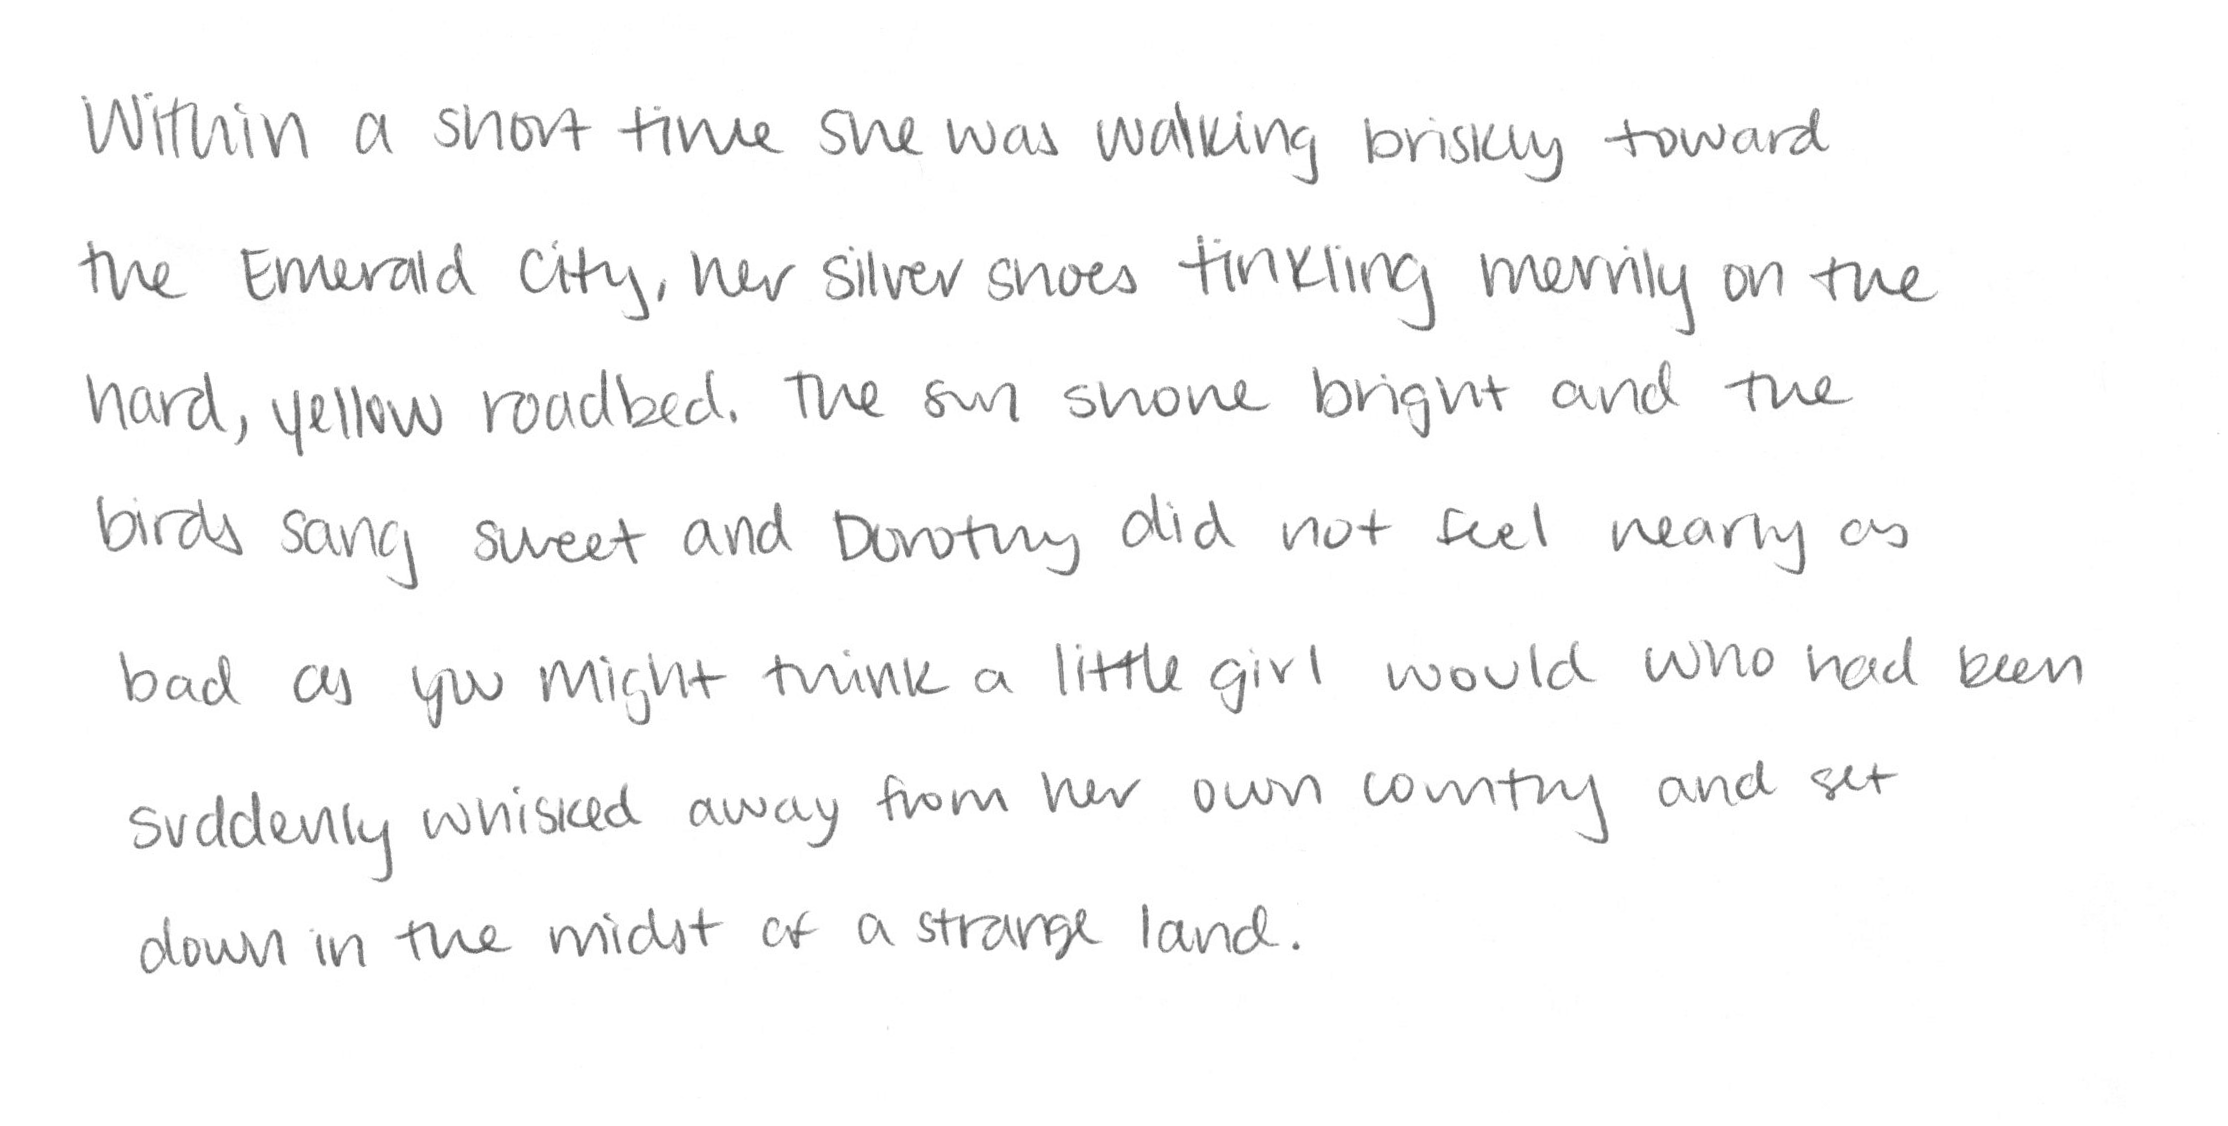 Within a short time she was walking briskly toward
the Emerald City, her silver shoes tinkling merrily on the
hard, yellow roadbed. The sun shone bright and the
birds sang sweet and Dorothy did not feel nearly as
bad as you might think a little girl would who had been
suddenly whisked away from her own country and set
down in the midst of a strange land.